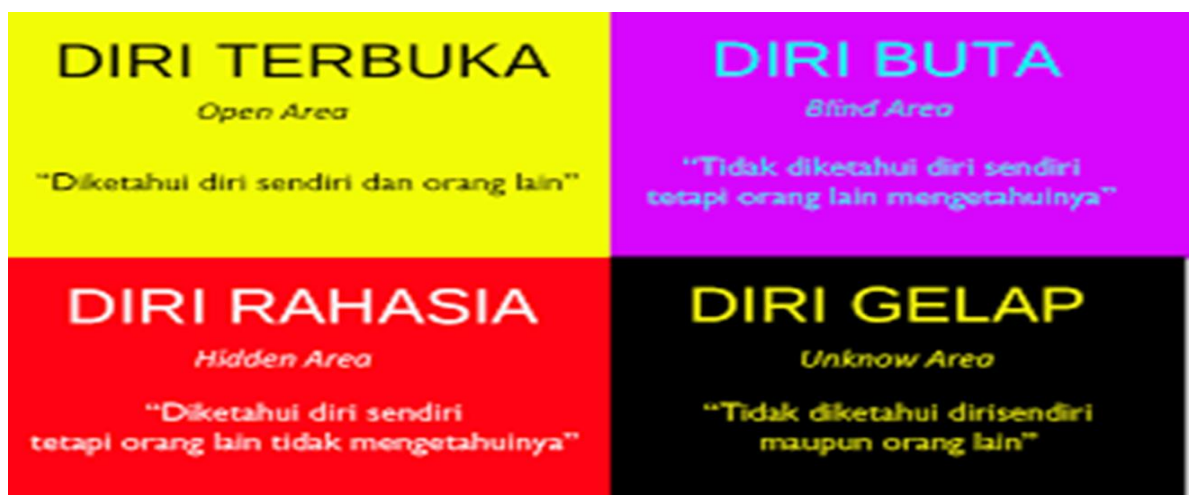 DIRI TERBUKA
Open Area
“Diketahui diri sendiri dan orang lain”
DIRI BUTA
Blind Area
“Tidak diketahui diri sendiri
tetapi orang lain mengetahuinya”
DIRI RAHASIA
Hidden Area
“Diketahui diri sendiri
tetapi orang lain tidak mengetahuinya”
DIRI GELAP
Unknow Area
“Tidak diketahui dirisendiri
maupun orang lain”